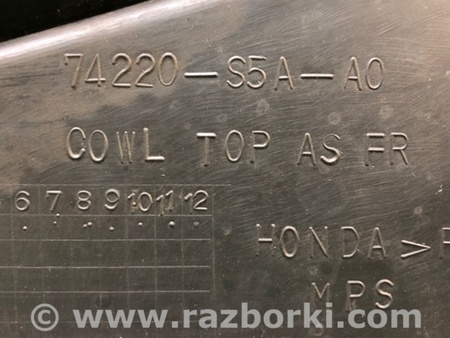 74220-S5A-A0
COWL TOP AS FR
6 7 8 9 10 11 12
HONDA >P
MPS
© www.razborki.com